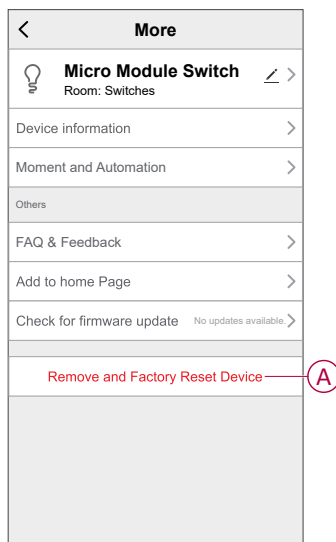 More
Micro Module Switch
Room: Switches
Device information
Moment and Automation
Others
FAQ & Feedback
Add to home Page
Check for firmware update No updates available.
Remove and Factory Reset Device
A